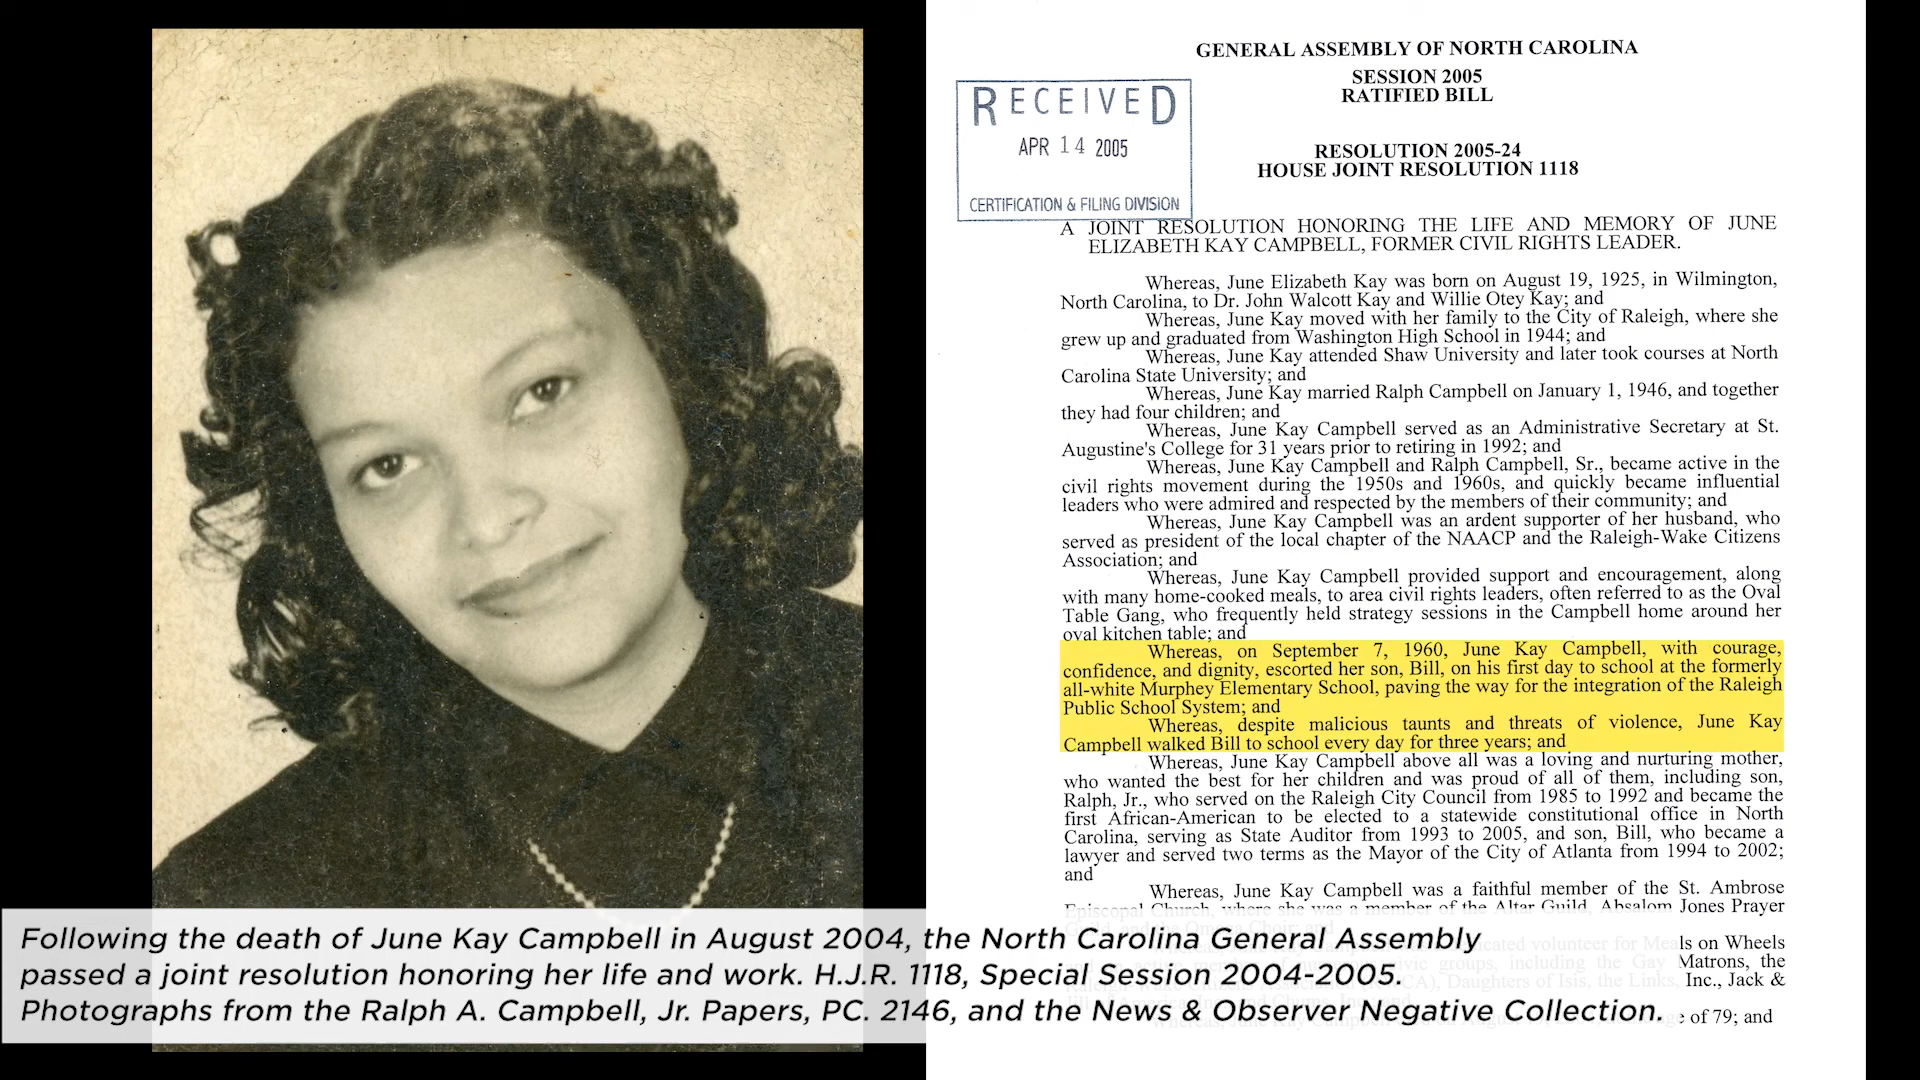 GENERAL ASSEMBLY OF NORTH CAROLINA
SESSION 2005
RATIFIED BILL
RECEIVED
APR 14 2005
CERTIFICATION & FILING DIVISION
RESOLUTION 2005-24
HOUSE JOINT RESOLUTION 1118
A JOINT RESOLUTION HONORING THE LIFE AND MEMORY OF JUNE
ELIZABETH KAY CAMPBELL, FORMER CIVIL RIGHTS LEADER.
Whereas, June Elizabeth Kay was born on August 19, 1925, in Wilmington,
North Carolina, to Dr. John Walcott Kay and Willie Otey Kay; and
Whereas, June Kay moved with her family to the City of Raleigh, where she
grew up and graduated from Washington High School in 1944; and
Whereas, June Kay attended Shaw University and later took courses at North
Carolina State University; and
Whereas, June Kay married Ralph Campbell on January 1, 1946, and together
they had four children; and
Whereas, June Kay Campbell served as an Administrative Secretary at St.
Augustine's College for 31 years prior to retiring in 1992; and
Whereas, June Kay Campbell and Ralph Campbell, Sr., became active in the
civil rights movement during the 1950s and 1960s, and quickly became influential
leaders who were admired and respected by the members of their community; and
Whereas, June Kay Campbell was an ardent supporter of her husband, who
served as president of the local chapter of the NAACP and the Raleigh-Wake Citizens
Association; and
Whereas, June Kay Campbell provided support and encouragement, along
with many home-cooked meals, to area civil rights leaders, often referred to as the Oval
Table Gang, who frequently held strategy sessions in the Campbell home around her
oval kitchen table; and
Whereas, on September 7, 1960, June Kay Campbell, with courage,
confidence, and dignity, escorted her son, Bill, on his first day to school at the formerly
all-white Murphey Elementary School, paving the way for the integration of the Raleigh
Public School System; and
Whereas, despite malicious taunts and threats of violence, June Kay
Campbell walked Bill to school every day for three years; and
Whereas, June Kay Campbell above all was a loving and nurturing mother,
who wanted the best for her children and was proud of all of them, including son,
Ralph, Jr., who served on the Raleigh City Council from 1985 to 1992 and became the
first African-American to be elected to a statewide constitutional office in North
Carolina, serving as State Auditor from 1993 to 2005, and son, Bill, who became a
lawyer and served two terms as the Mayor of the City of Atlanta from 1994 to 2002;
and
Whereas, June Kay Campbell was a faithful member of the St. Ambrose
Episcopal Church, where she was a member of the Altar Guild, Absalom Jones Prayer
ls on Wheels
Matrons, the
Inc., Jack &
of 79; and
Following the death of June Kay Campbell in August 2004, the North Carolina General Assembly
passed a joint resolution honoring her life and work. H.J.R. 1118, Special Session 2004-2005.
Photographs from the Ralph A. Campbell, Jr. Papers, PC. 2146, and the News & Observer Negative Collection.